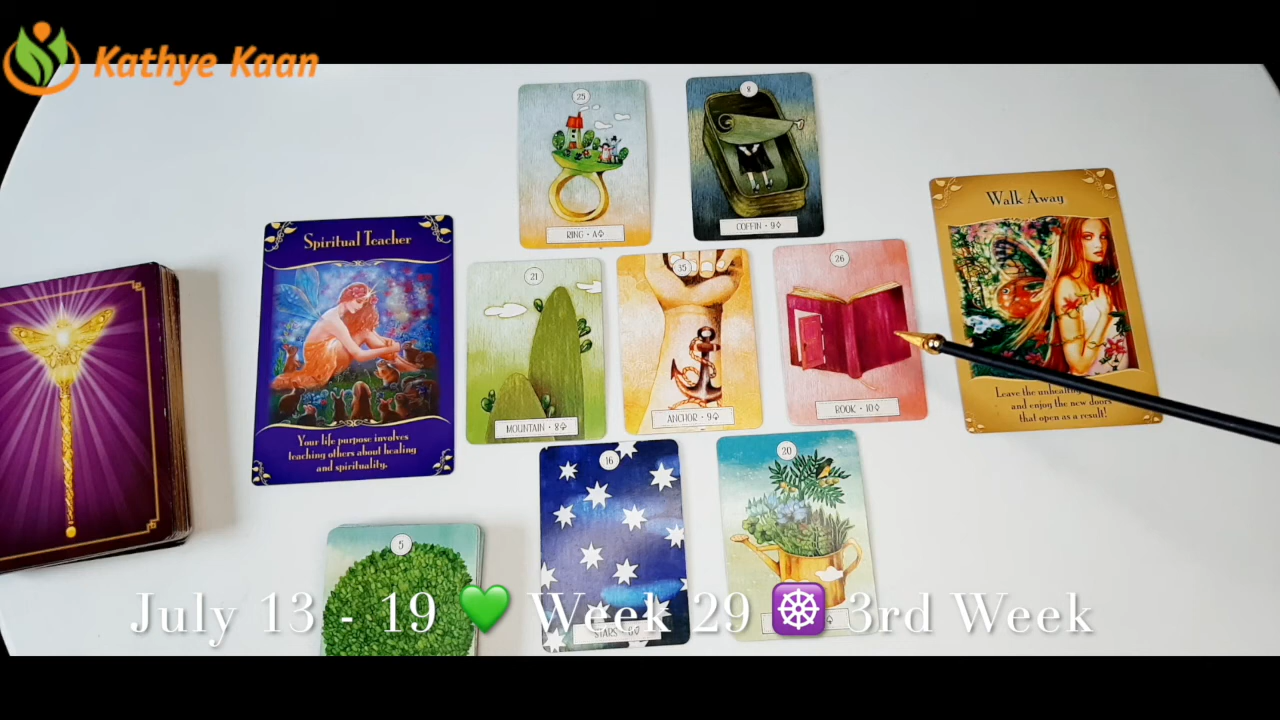 Kathye Kaan
25
RING • A
8
COFFIN • 9
Walk Away
Leave the
and enjoy the new doors
that open as a result!
Spiritual Teacher
Your life purpose involves
teaching others about healing
and spirituality.
21
MOUNTAIN • 8
35
ANCHOR • 9
26
BOOK • 10
5
16
STARS • 6
20
July 13 - 19 💚 Week 29 ☸ 3rd Week